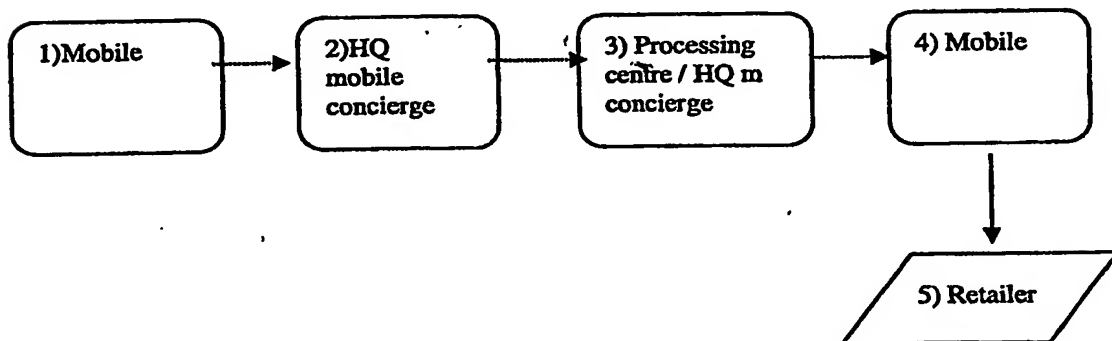 1)Mobile
2)HQ
mobile
concierge
3) Processing
centre / HQ m
concierge
4) Mobile
5) Retailer